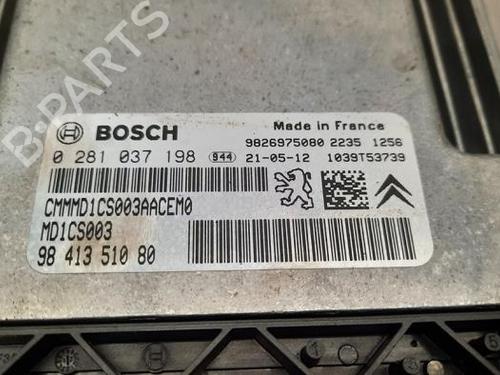 B-PARTS
BOSCH
Made in France
9826975080 2235 1256
0 281 037 198 944 21-05-12 1039T53739
CMMMD1CS003AACEM0
MD1CS003
98 413 510 80